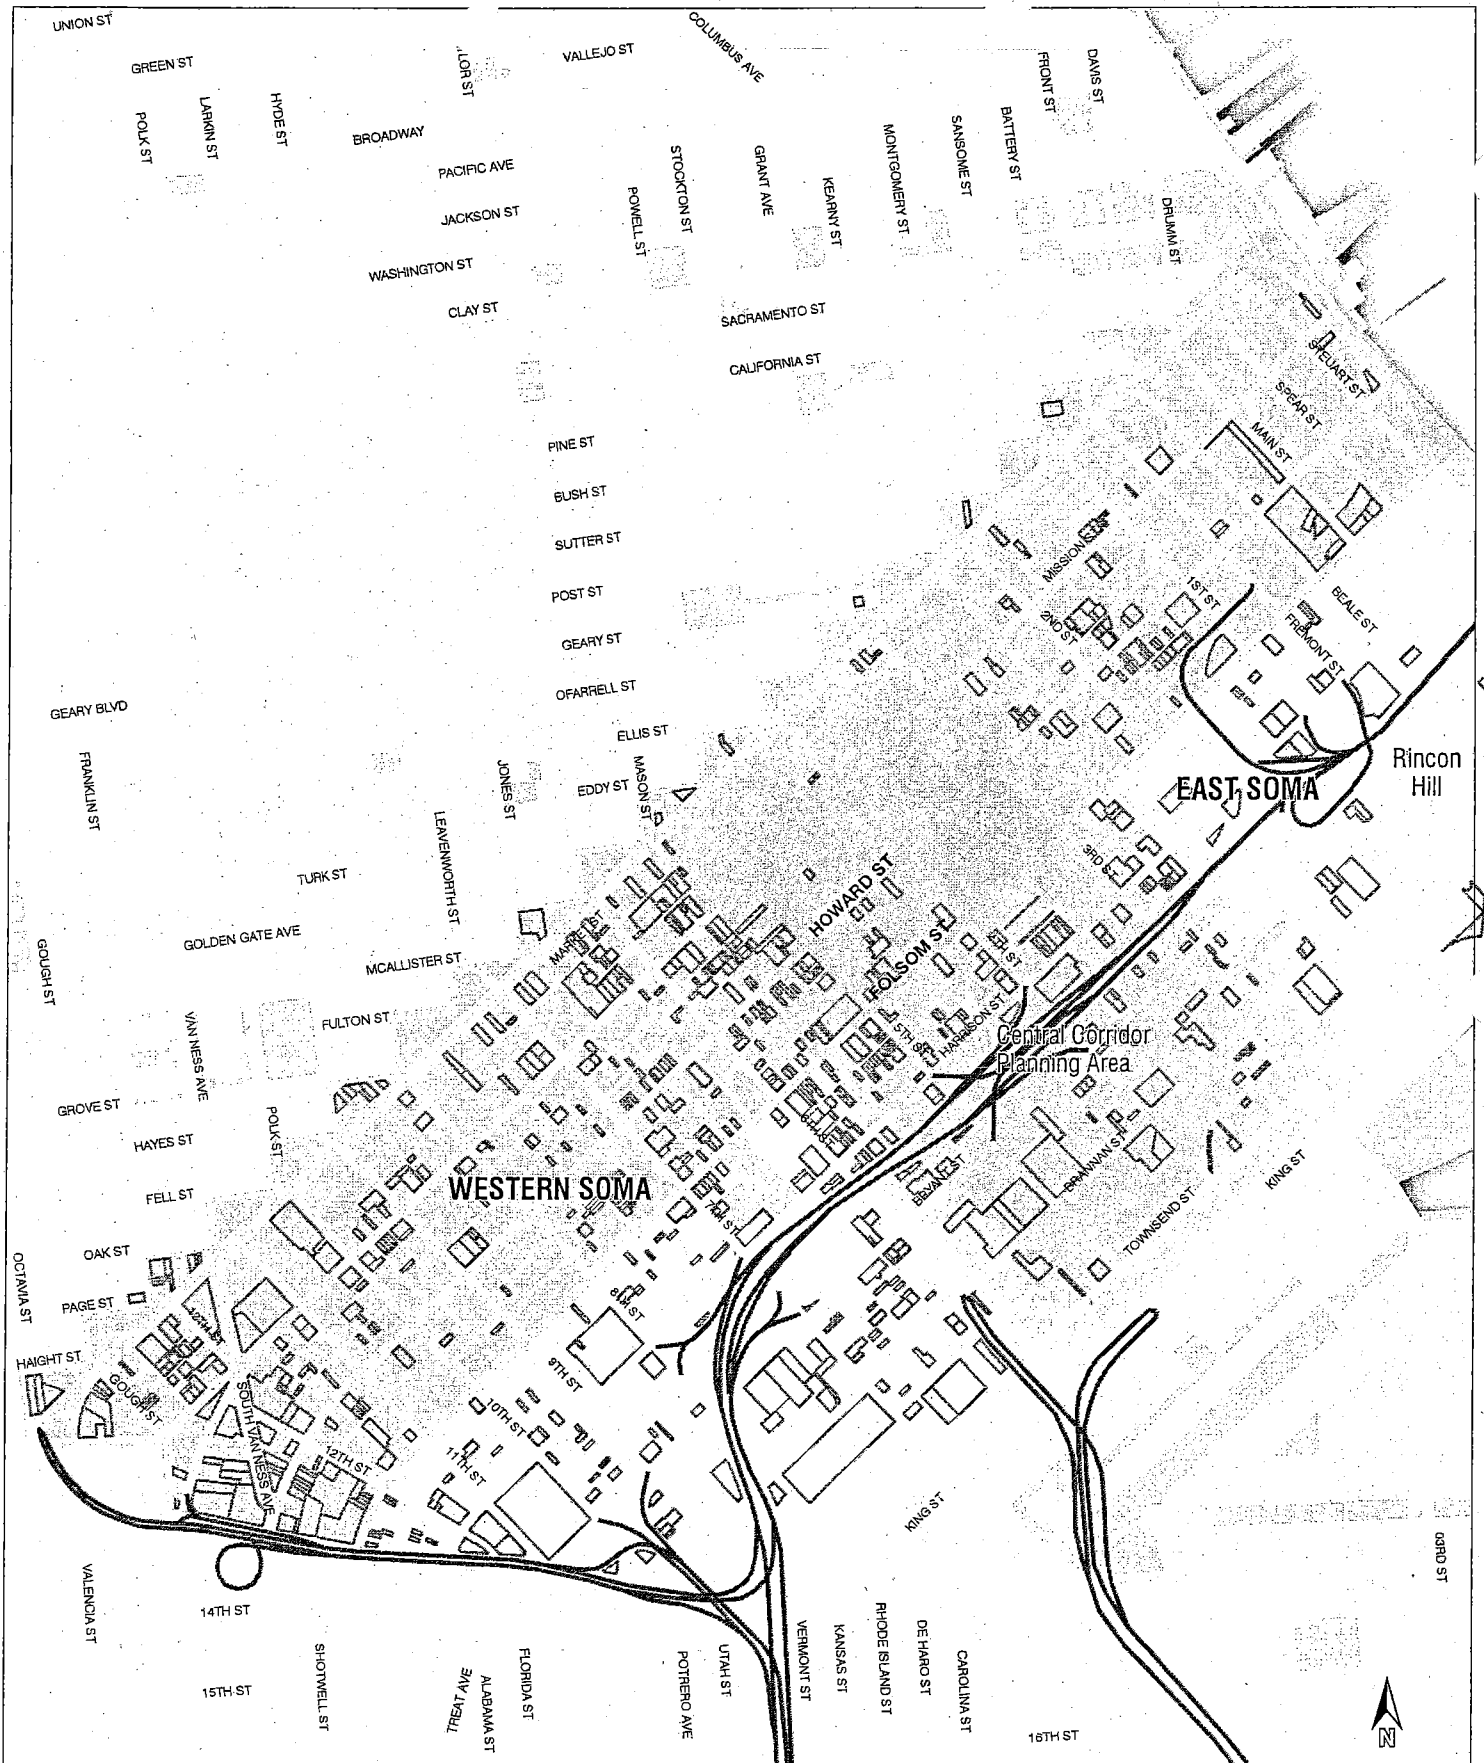 UNION ST
GREEN ST
VALLEJO ST
COLUMBUS AVE
FRONT ST
DAVIS ST
POLK ST
LARKIN ST
HYDE ST
BROADWAY
PACIFIC AVE
STOCKTON ST
GRANT AVE
MONTGOMERY ST
SANSOME ST
BATTERY ST
JACKSON ST
POWELL ST
KEARNY ST
DRUMM ST
WASHINGTON ST
CLAY ST
SACRAMENTO ST
CALIFORNIA ST
STEUART ST
SPEAR ST
MAIN ST
PINE ST
BUSH ST
SUTTER ST
MISSION
POST ST
1ST ST
BEALE ST
GEARY ST
2ND ST
FREMONT ST
OFARRELL ST
GEARY BLVD
ELLIS ST
FRANKLIN ST
JONES ST
EDDY ST
MASON ST
EAST SOMA
Rincon
Hill
LEAVENWORTH ST
TURK ST
3RD ST
HOWARD ST
GOLDEN GATE AVE
MARKET ST
FOLSOM ST
GOUGH ST
MCALLISTER ST
VAN NESS AVE
FULTON ST
5TH ST
HARRISON ST
Central Corridor
Planning Area
GROVE ST
POLK ST
HAYES ST
6TH ST
BRYANT ST
BRANNAN ST
KING ST
FELL ST
WESTERN SOMA
7TH ST
TOWNSEND ST
OAK ST
OCTAVIA ST
PAGE ST
8TH ST
HAIGHT ST
GOUGH ST
SOUTH VAN NESS AVE
9TH ST
10TH ST
12TH ST
11TH ST
KING ST
03RD ST
VALENCIA ST
14TH ST
SHOTWELL ST
15TH ST
TREAT AVE
ALABAMA ST
FLORIDA ST
POTRERO AVE
UTAH ST
VERMONT ST
KANSAS ST
RHODE ISLAND ST
DE HARO ST
CAROLINA ST
16TH ST
N